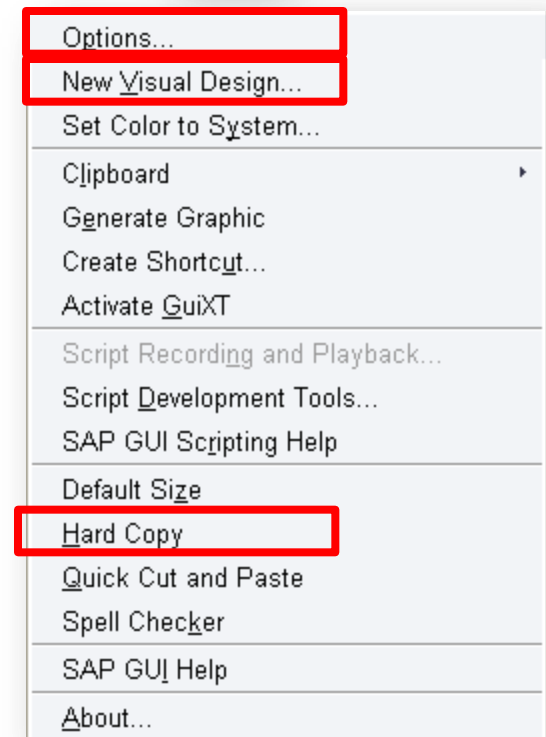 Options...
New Visual Design...
Set Color to System...
Clipboard
Generate Graphic
Create Shortcut...
Activate GuiXT
Script Recording and Playback...
Script Development Tools...
SAP GUI Scripting Help
Default Size
Hard Copy
Quick Cut and Paste
Spell Checker
SAP GUI Help
About...